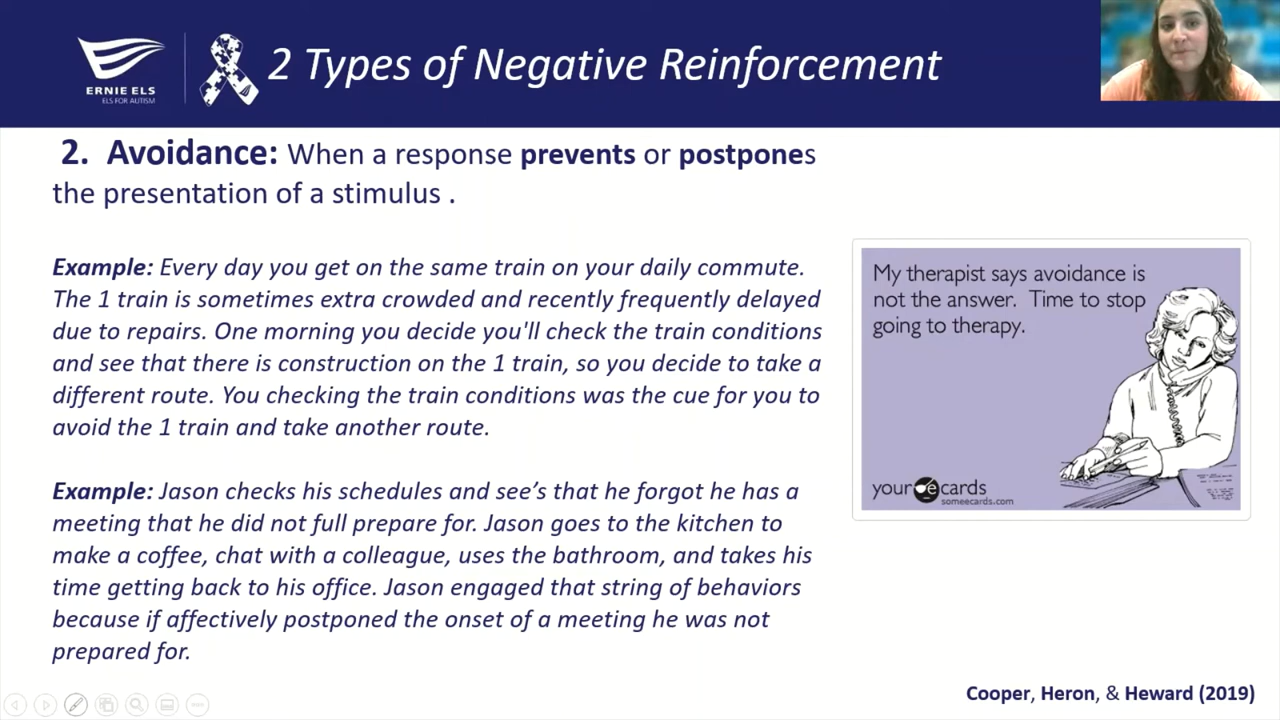 ERNIE ELS
ELS FOR AUTISM
2 Types of Negative Reinforcement
2. Avoidance: When a response prevents or postpones
the presentation of a stimulus .
Example: Every day you get on the same train on your daily commute.
The 1 train is sometimes extra crowded and recently frequently delayed
due to repairs. One morning you decide you'll check the train conditions
and see that there is construction on the 1 train, so you decide to take a
different route. You checking the train conditions was the cue for you to
avoid the 1 train and take another route.
Example: Jason checks his schedules and see’s that he forgot he has a
meeting that he did not full prepare for. Jason goes to the kitchen to
make a coffee, chat with a colleague, uses the bathroom, and takes his
time getting back to his office. Jason engaged that string of behaviors
because if affectively postponed the onset of a meeting he was not
prepared for.
My therapist says avoidance is
not the answer. Time to stop
going to therapy.
your e cards
someecards.com
Cooper, Heron, & Heward (2019)